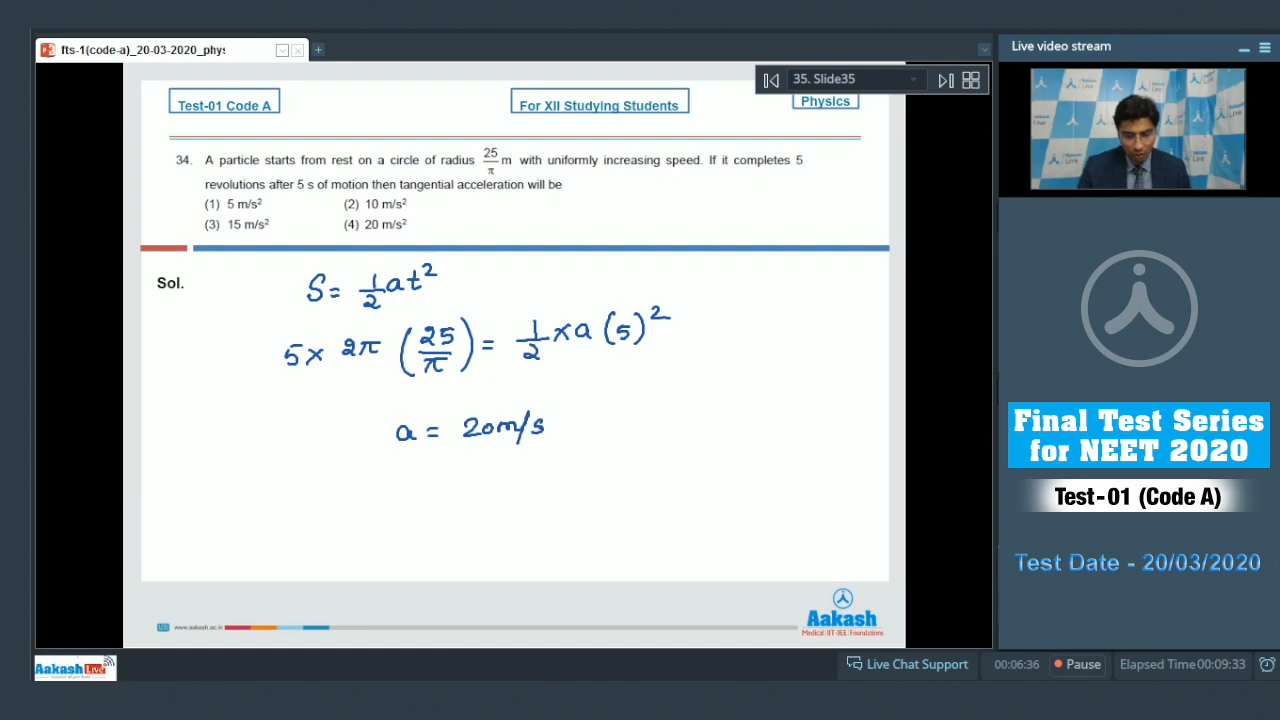 fts-1(code-a)_20-03-2020_phys
Live video stream
35. Slide35
Test-01 Code A
For XII Studying Students
Physics
34. A particle starts from rest on a circle of radius 25/π m with uniformly increasing speed. If it completes 5
revolutions after 5 s of motion then tangential acceleration will be
(1) 5 m/s² (2) 10 m/s²
(3) 15 m/s² (4) 20 m/s²
Sol.
S = 1/2 at²
5 × 2π (25/π) = 1/2 × a (5)²
a = 20m/s
Final Test Series
for NEET 2020
Test-01 (Code A)
Test Date - 20/03/2020
www.aakash.ac.in
Aakash
Medical|IIT-JEE|Foundations
Aakash Live
Live Chat Support
00:06:36
Pause
Elapsed Time 00:09:33